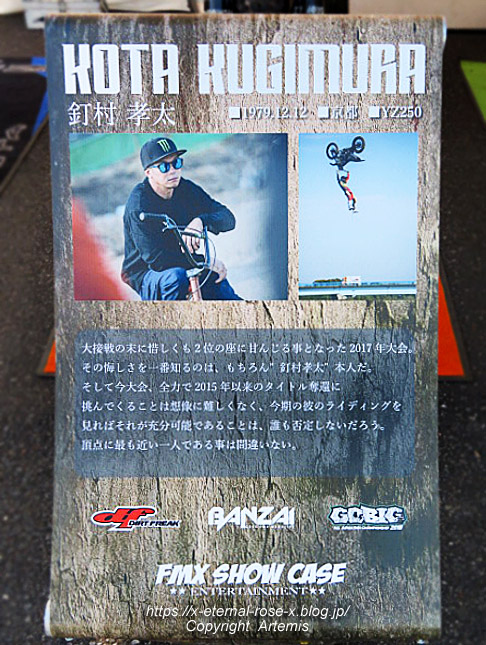 KOTA KUGIMURA
釘村 孝太 ■1979.12.12 ■京都 ■YZ250
大接戦の末に惜しくも2位の座に甘んじる事となった2017年大会。
その悔しさを一番知るのは、もちろん"釘村孝太"本人だ。
そして今大会、全力で2015年以来のタイトル奪還に
挑んでくることは想像に難しくなく、今期の彼のライディングを
見ればそれが充分可能であることは、誰も否定しないだろう。
頂点に最も近い一人である事は間違いない。
DIRT FREAK BANZAI GO BIG
FMX SHOW CASE
★★ ENTERTAINMENT ★★
https://x-eternal-rose-x.blog.jp/
Copyright Artemis